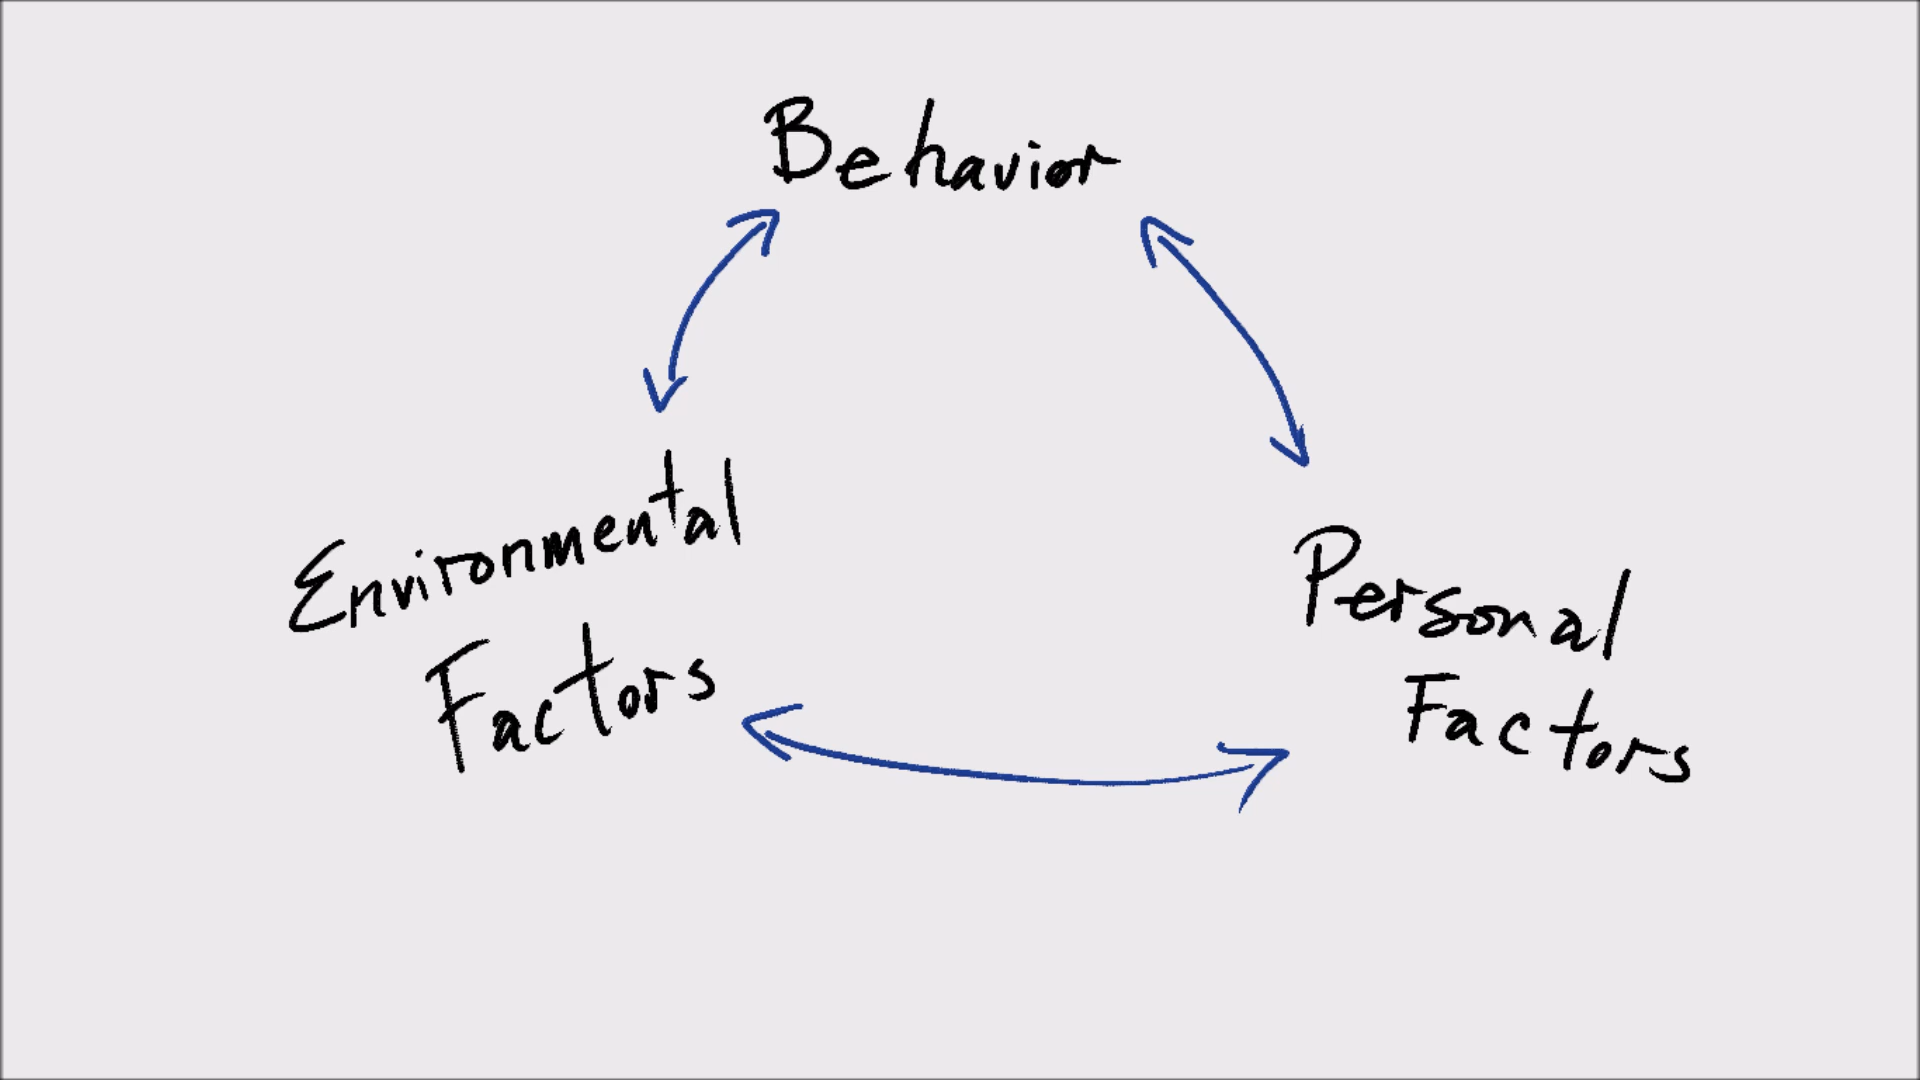 Behavior
Environmental
Factors
Personal
Factors